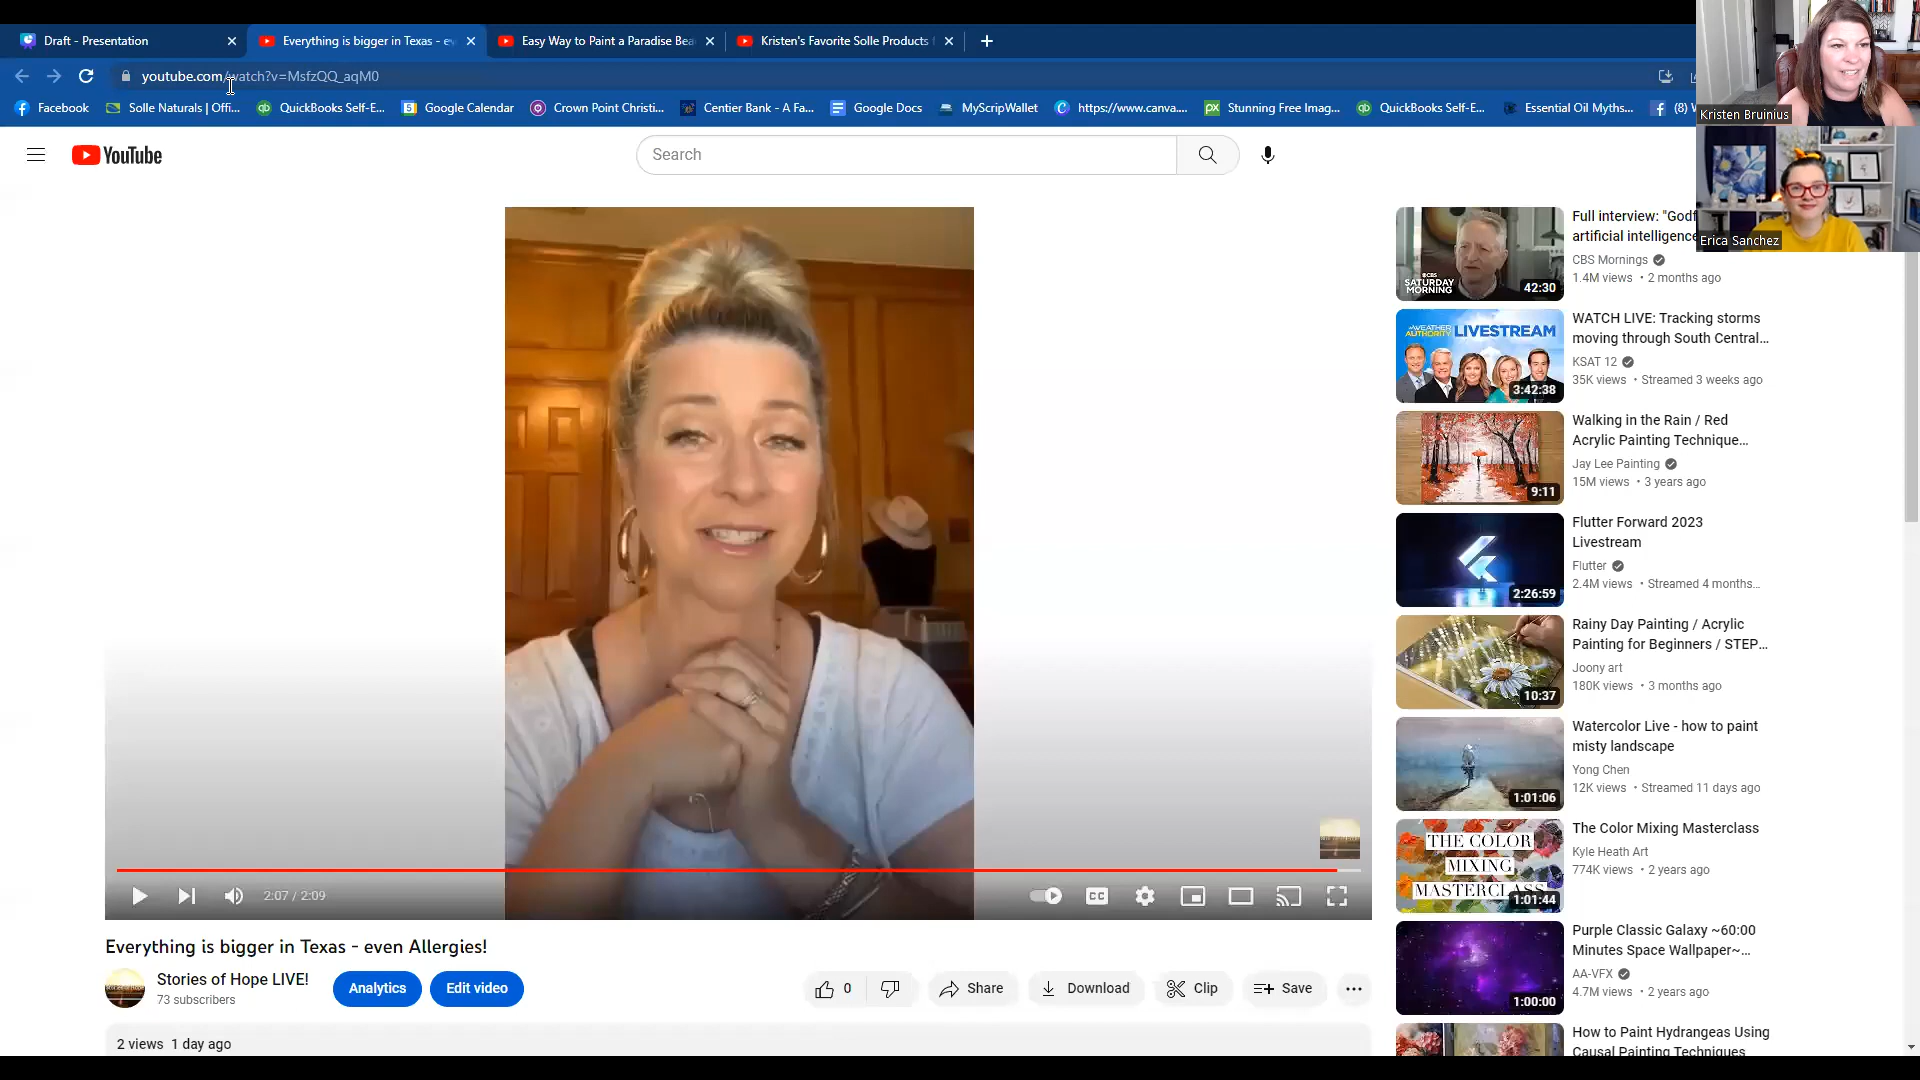 Draft - Presentation
Everything is bigger in Texas - ev
Easy Way to Paint a Paradise Bea
Kristen's Favorite Solle Products f
youtube.com/watch?v=MsfzQQ_aqM0
Facebook
Solle Naturals | Offi...
QuickBooks Self-E...
Google Calendar
Crown Point Christi...
Centier Bank - A Fa...
Google Docs
MyScripWallet
https://www.canva....
Stunning Free Imag...
QuickBooks Self-E...
Essential Oil Myths...
(8)
Kristen Bruinius
Erica Sanchez
YouTube
Search
2:07 / 2:09
CC
Everything is bigger in Texas - even Allergies!
Stories of Hope LIVE!
73 subscribers
Analytics
Edit video
0
Share
Download
Clip
Save
2 views 1 day ago
CBS
SATURDAY
MORNING
42:30
Full interview: "Godf
artificial intelligence
CBS Mornings
1.4M views • 2 months ago
WEATHER
AUTHORITY
LIVESTREAM
3:42:38
WATCH LIVE: Tracking storms
moving through South Central...
KSAT 12
35K views • Streamed 3 weeks ago
9:11
Walking in the Rain / Red
Acrylic Painting Technique...
Jay Lee Painting
15M views • 3 years ago
2:26:59
Flutter Forward 2023
Livestream
Flutter
2.4M views • Streamed 4 months...
10:37
Rainy Day Painting / Acrylic
Painting for Beginners / STEP...
Joony art
180K views • 3 months ago
1:01:06
Watercolor Live - how to paint
misty landscape
Yong Chen
12K views • Streamed 11 days ago
THE COLOR
MIXING
MASTERCLASS
1:01:44
The Color Mixing Masterclass
Kyle Heath Art
774K views • 2 years ago
1:00:00
Purple Classic Galaxy ~60:00
Minutes Space Wallpaper~...
AA-VFX
4.7M views • 2 years ago
How to Paint Hydrangeas Using
Causal Painting Techniques